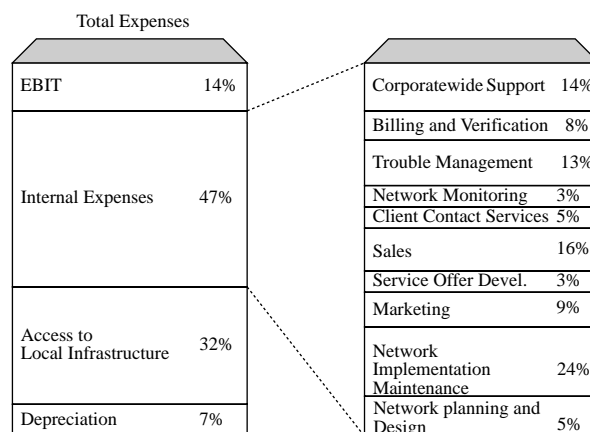 Total Expenses
EBIT 14%
Internal Expenses 47%
Access to
Local Infrastructure 32%
Depreciation 7%
Corporatewide Support 14%
Billing and Verification 8%
Trouble Management 13%
Network Monitoring 3%
Client Contact Services 5%
Sales 16%
Service Offer Devel. 3%
Marketing 9%
Network
Implementation 24%
Maintenance
Network planning and
Design 5%